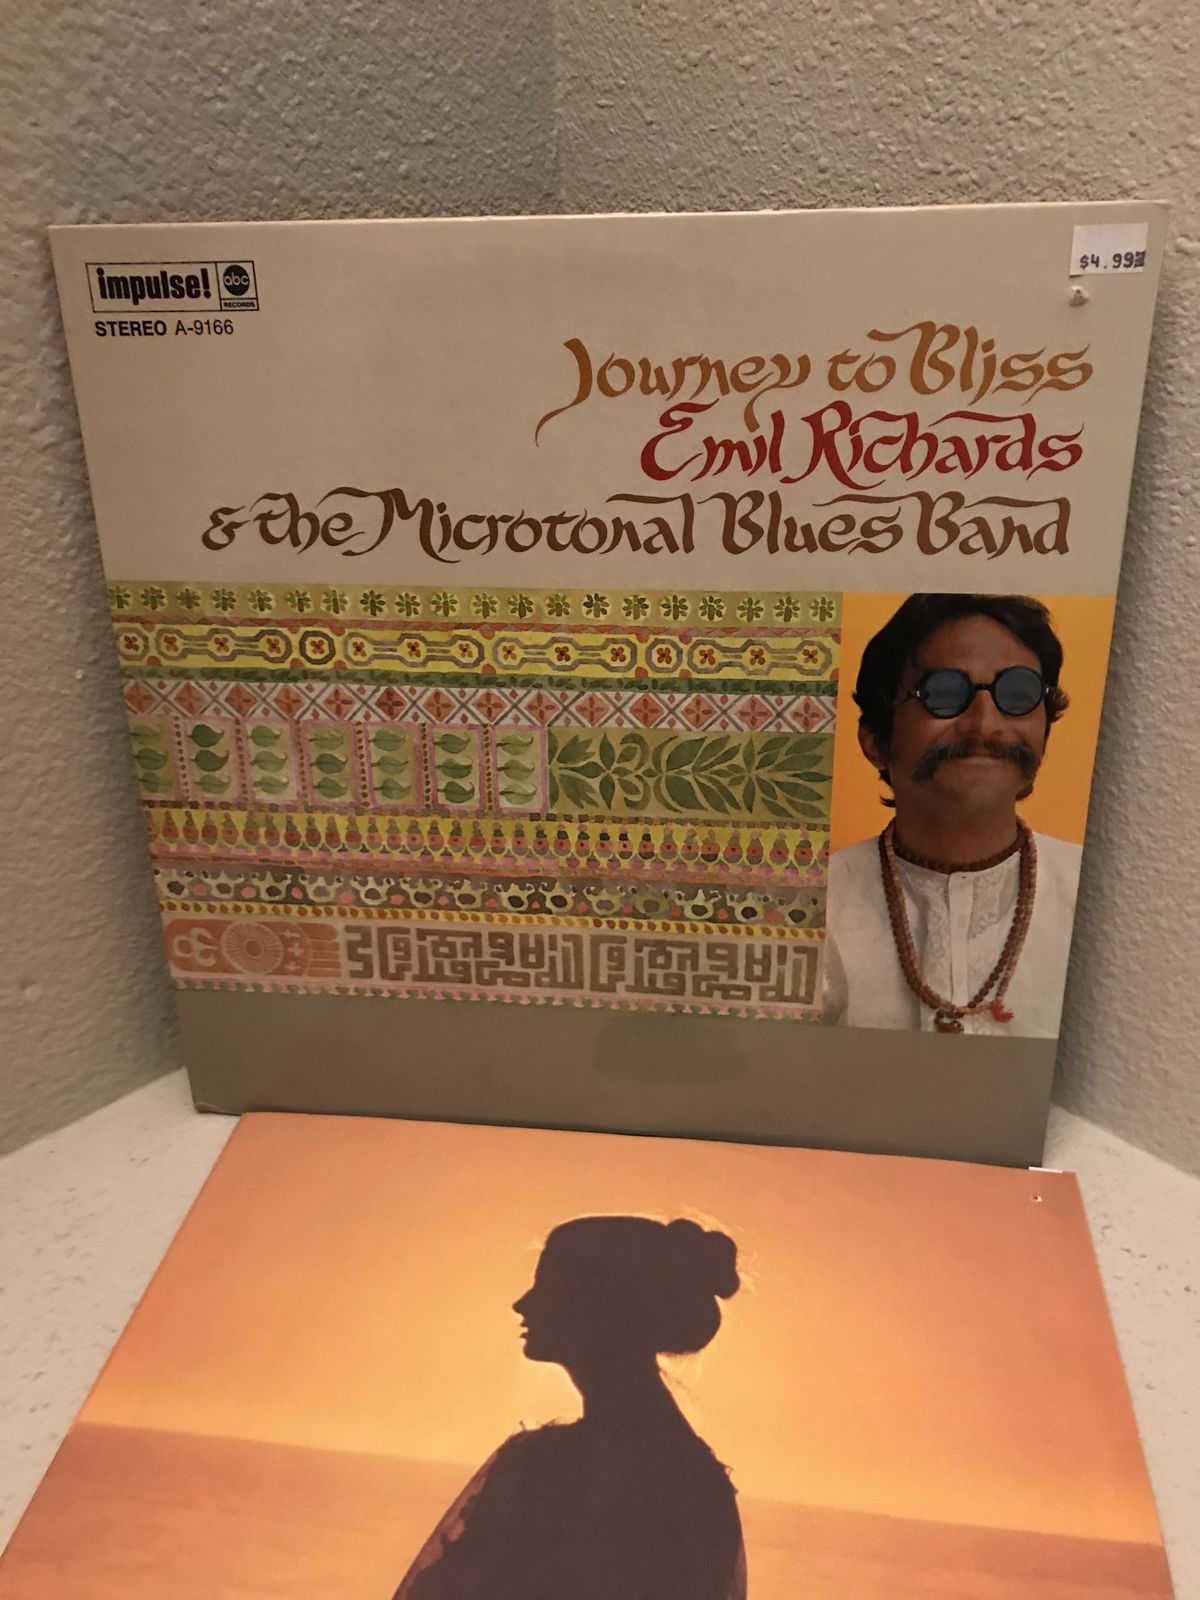 impulse!
abc
RECORDS
STEREO A-9166
$4.99
Journey to Bliss
Emil Richards
& the Microtonal Blues Band